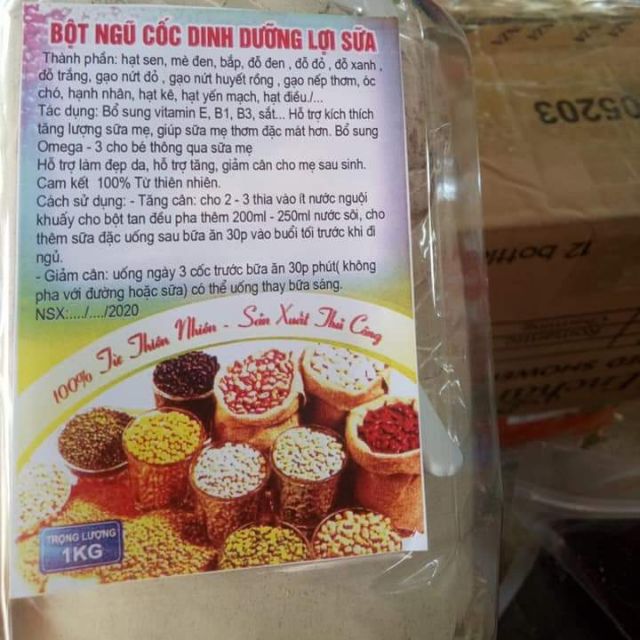 BỘT NGŨ CỐC DINH DƯỠNG LỢI SỮA
Thành phần: hạt sen, mè đen, bắp, đỗ đen , đỗ đỏ , đỗ xanh ,
đỗ trắng, gạo nứt đỏ , gạo nứt huyết rồng , gạo nếp thơm, óc
chó, hạnh nhân, hạt kê, hạt yến mạch, hạt điều./...
Tác dụng: Bổ sung vitamin E, B1, B3, sắt... Hỗ trợ kích thích
tăng lượng sữa mẹ, giúp sữa mẹ thơm đặc mát hơn. Bổ sung
Omega - 3 cho bé thông qua sữa mẹ
Hỗ trợ làm đẹp da, hỗ trợ tăng, giảm cân cho mẹ sau sinh.
Cam kết 100% Từ thiên nhiên.
Cách sử dụng: - Tăng cân: cho 2 - 3 thìa vào ít nước nguội
khuấy cho bột tan đều pha thêm 200ml - 250ml nước sôi, cho
thêm sữa đặc uống sau bữa ăn 30p vào buổi tối trước khi đi
ngủ.
- Giảm cân: uống ngày 3 cốc trước bữa ăn 30p phút( không
pha với đường hoặc sữa) có thể uống thay bữa sáng.
NSX:..../..../2020
100% Từ Thiên Nhiên - Sản Xuất Thủ Công
TRỌNG LƯỢNG
1KG
05203
12 bottles